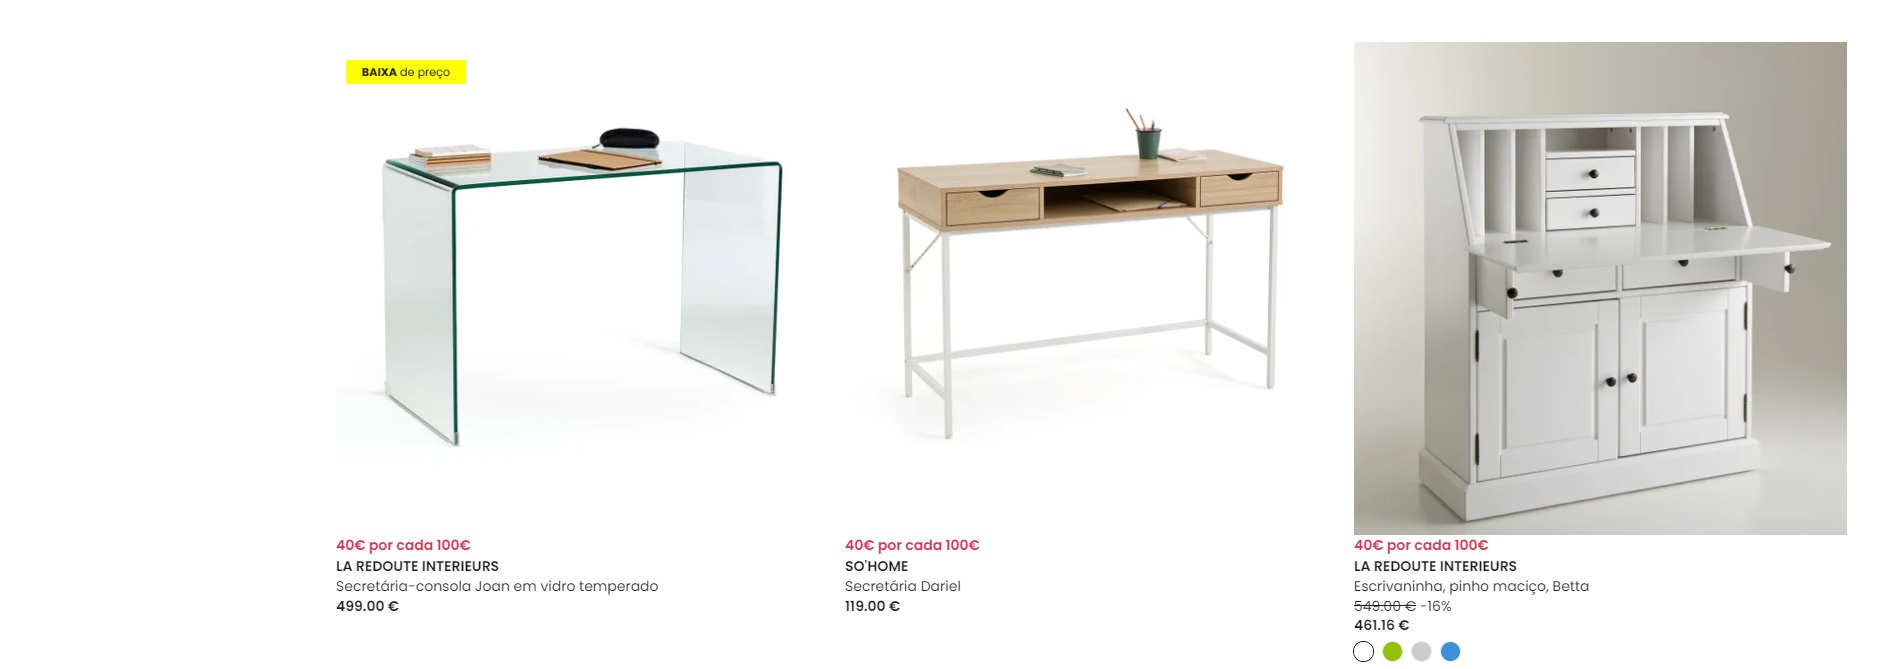 BAIXA de preço
40€ por cada 100€
LA REDOUTE INTERIEURS
Secretária-consola Joan em vidro temperado
499.00 €
40€ por cada 100€
SO'HOME
Secretária Dariel
119.00 €
40€ por cada 100€
LA REDOUTE INTERIEURS
Escrivaninha, pinho maciço, Betta
549.00 € -16%
461.16 €